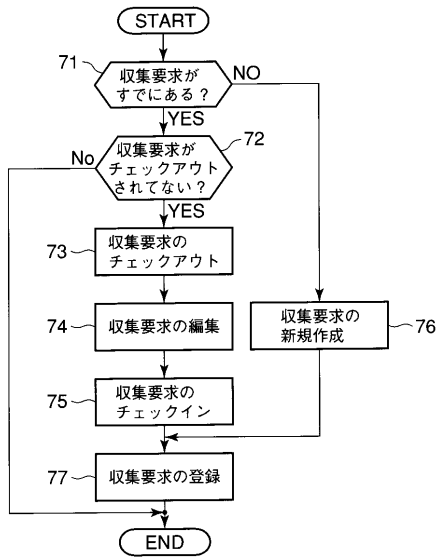 START
71
収集要求が
すでにある？
NO
YES
72
収集要求が
チェックアウト
されてない？
No
YES
73
収集要求の
チェックアウト
74
収集要求の編集
収集要求の
新規作成
76
75
収集要求の
チェックイン
77
収集要求の登録
END